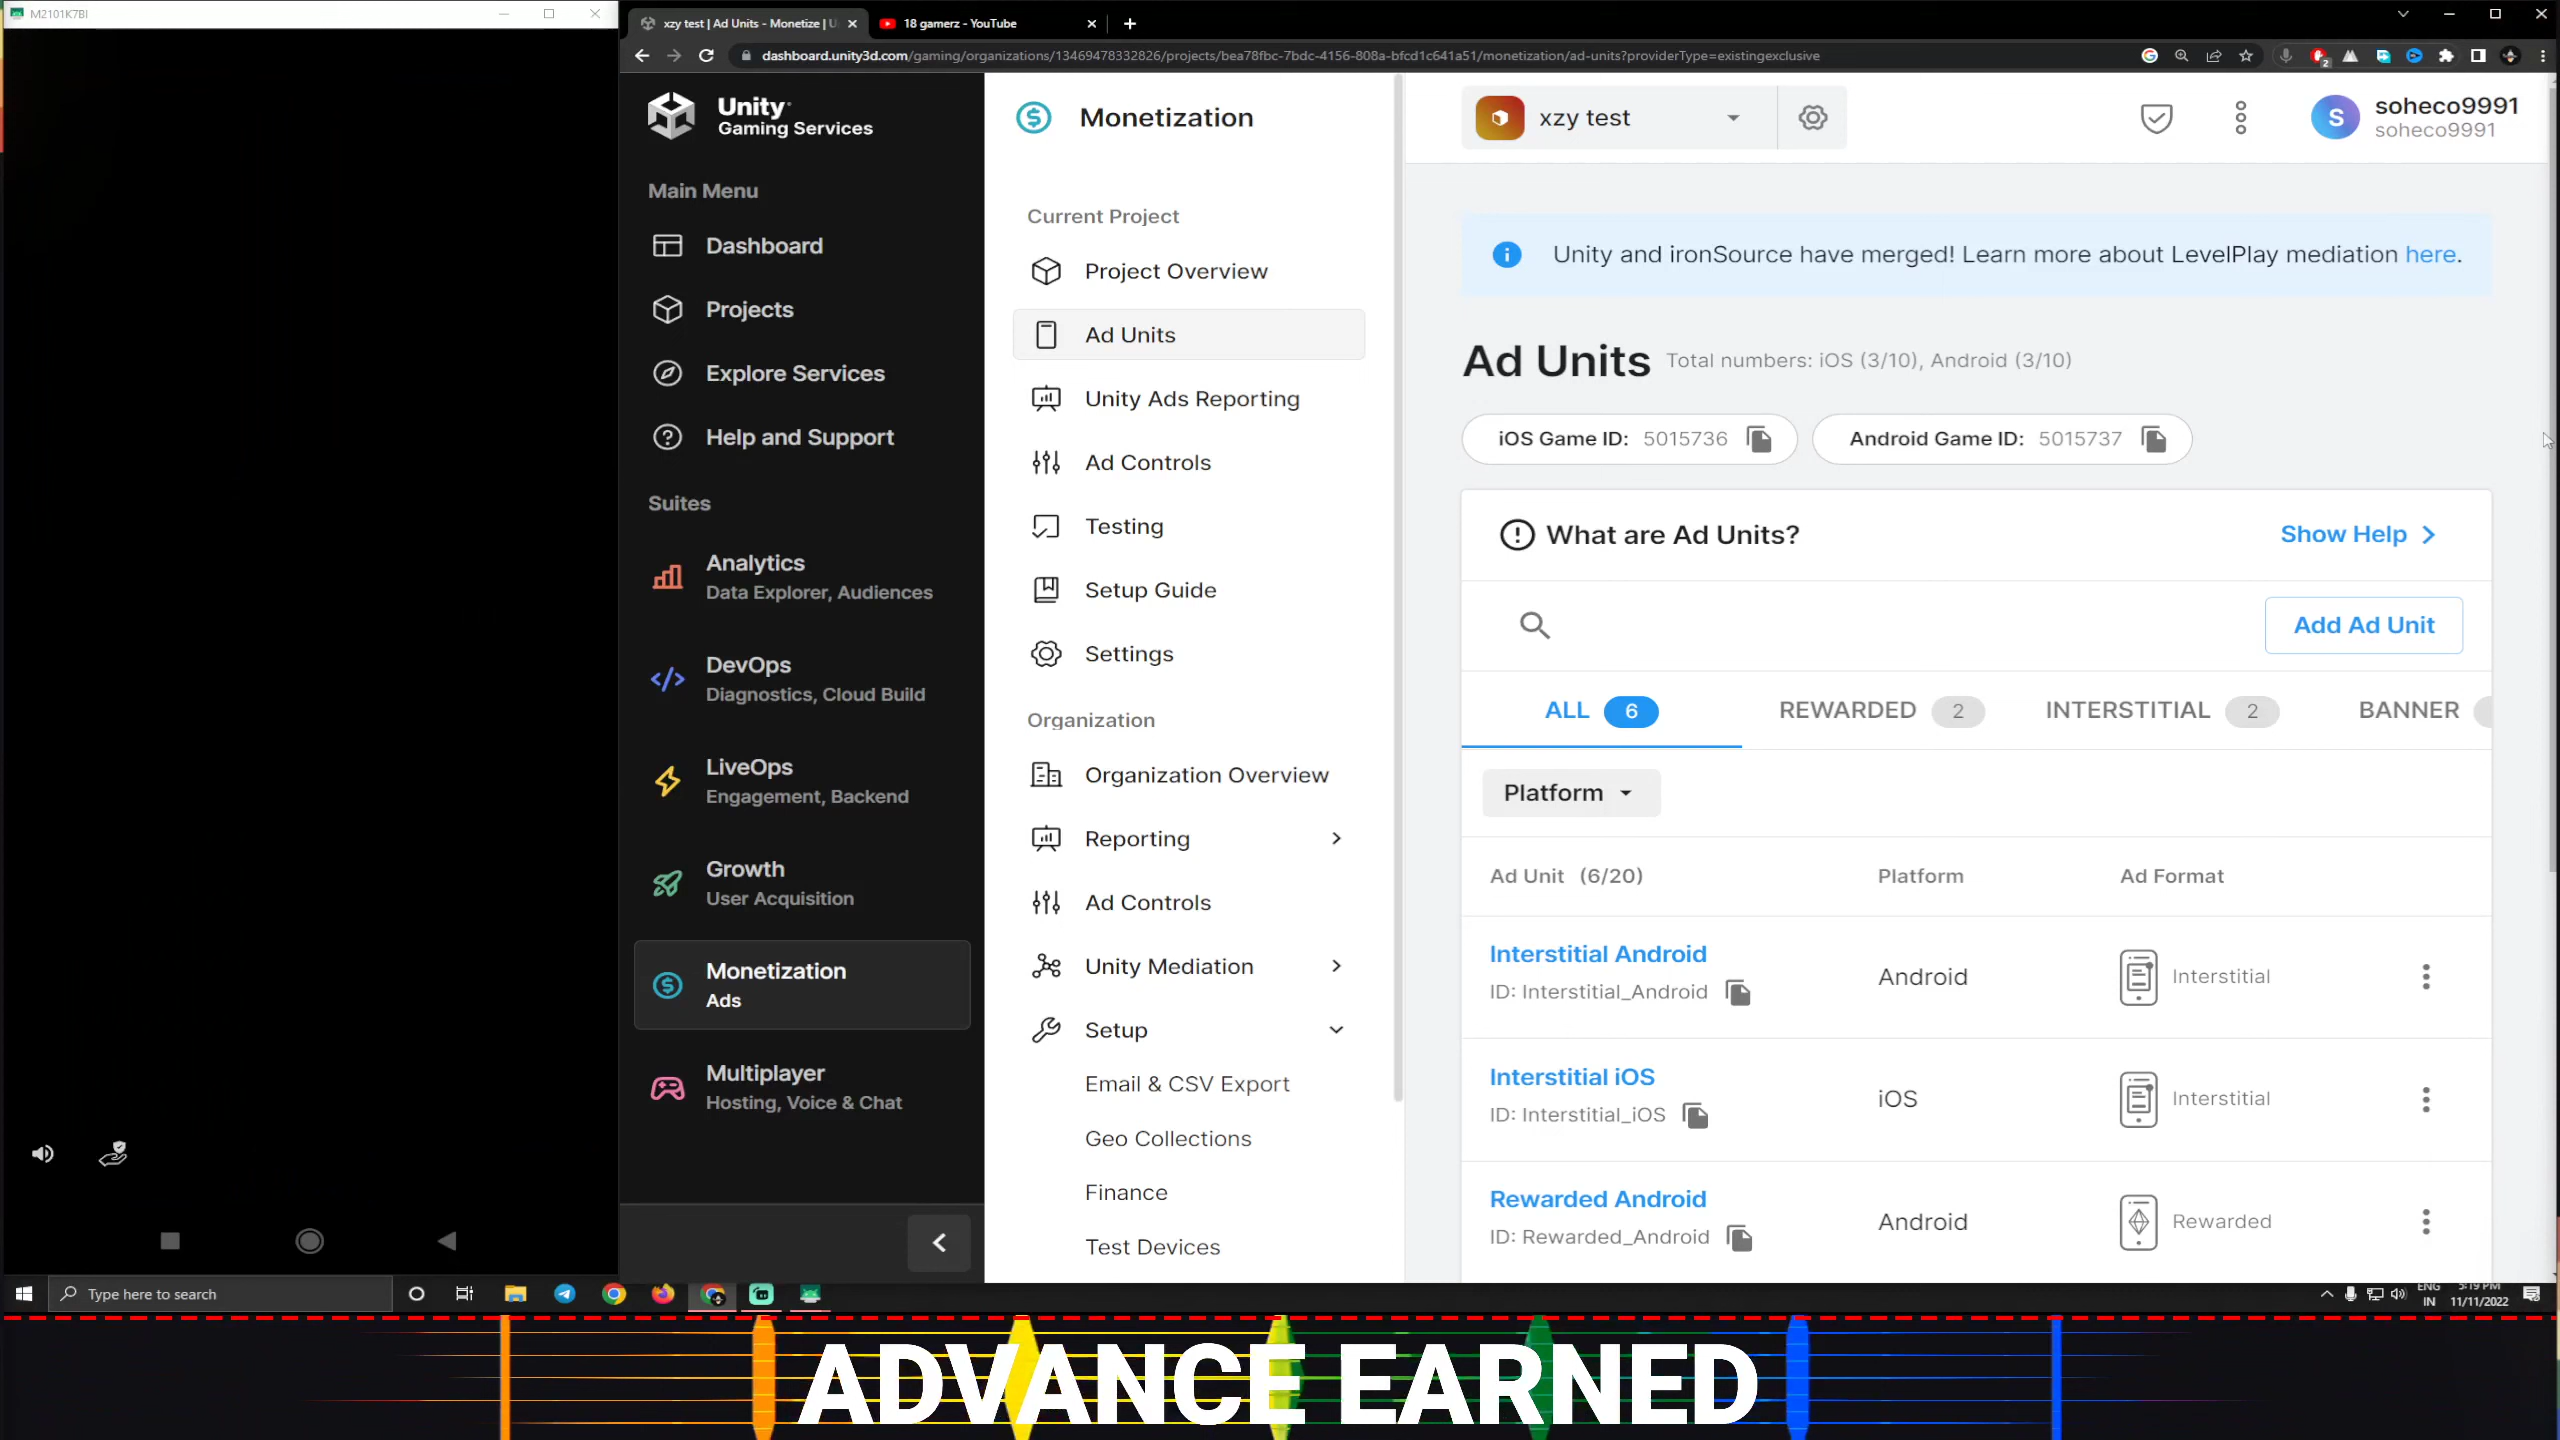 M2101K7BI
xzy test | Ad Units - Monetize | U
18 gamerz - YouTube
dashboard.unity3d.com/gaming/organizations/13469478332826/projects/bea78fbc-7bdc-4156-808a-bfcd1c641a51/monetization/ad-units?providerType=existingexclusive
2
Unity
Gaming Services
Main Menu
Dashboard
Projects
Explore Services
Help and Support
Suites
Analytics
Data Explorer, Audiences
DevOps
Diagnostics, Cloud Build
LiveOps
Engagement, Backend
Growth
User Acquisition
Monetization
Ads
Multiplayer
Hosting, Voice & Chat
Monetization
Current Project
Project Overview
Ad Units
Unity Ads Reporting
Ad Controls
Testing
Setup Guide
Settings
Organization
Organization Overview
Reporting
Ad Controls
Unity Mediation
Setup
Email & CSV Export
Geo Collections
Finance
Test Devices
xzy test
S
soheco9991
soheco9991
Unity and ironSource have merged! Learn more about LevelPlay mediation here.
Ad Units Total numbers: iOS (3/10), Android (3/10)
iOS Game ID: 5015736
Android Game ID: 5015737
What are Ad Units?
Show Help
Add Ad Unit
ALL 6 REWARDED 2 INTERSTITIAL 2 BANNER
Platform
Ad Unit (6/20) Platform Ad Format
Interstitial Android
ID: Interstitial_Android
Android
Interstitial
Interstitial iOS
ID: Interstitial_iOS
iOS
Interstitial
Rewarded Android
ID: Rewarded_Android
Android
Rewarded
Type here to search
ENG
IN
5:19 PM
11/11/2022
ADVANCE EARNED